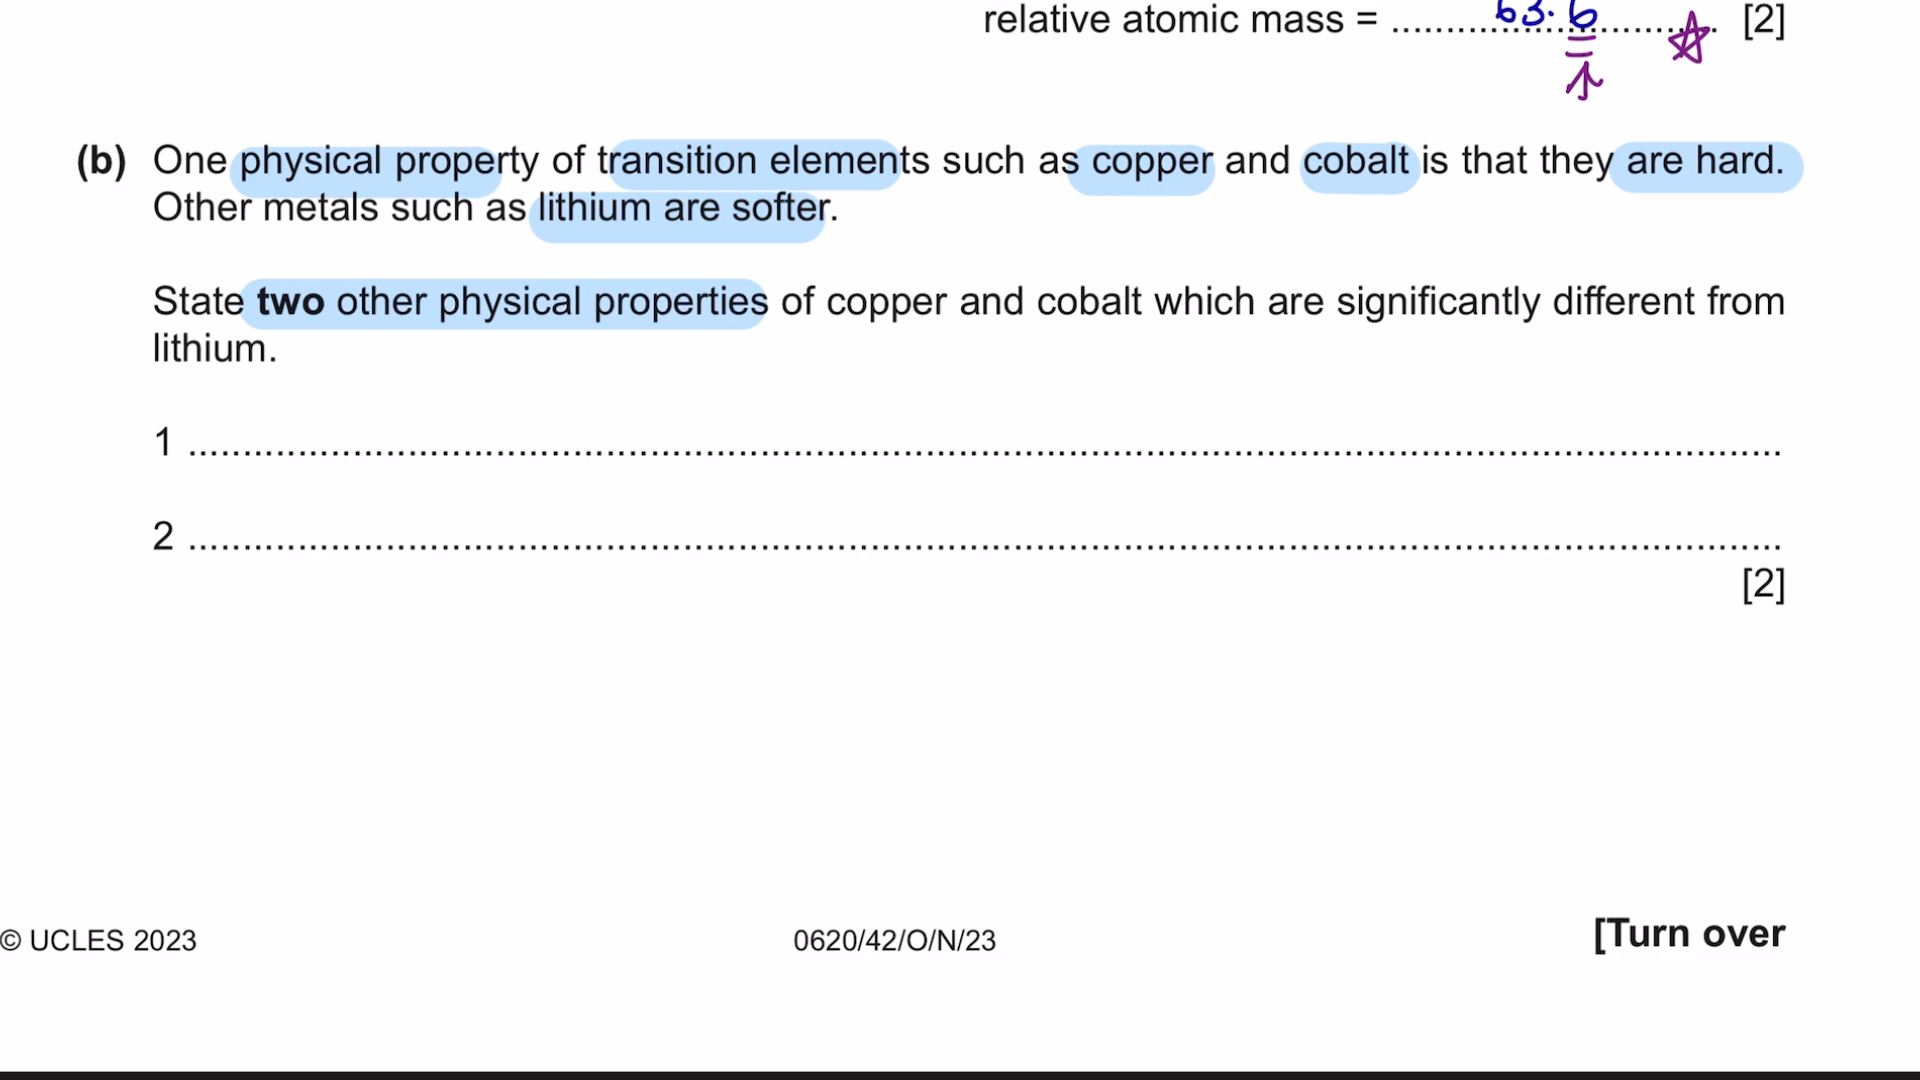 relative atomic mass = .................................... [2]
63.6
(b) One physical property of transition elements such as copper and cobalt is that they are hard.
Other metals such as lithium are softer.
State two other physical properties of copper and cobalt which are significantly different from
lithium.
1 ....................................................................................................................................................
2 ....................................................................................................................................................
[2]
© UCLES 2023
0620/42/O/N/23
[Turn over